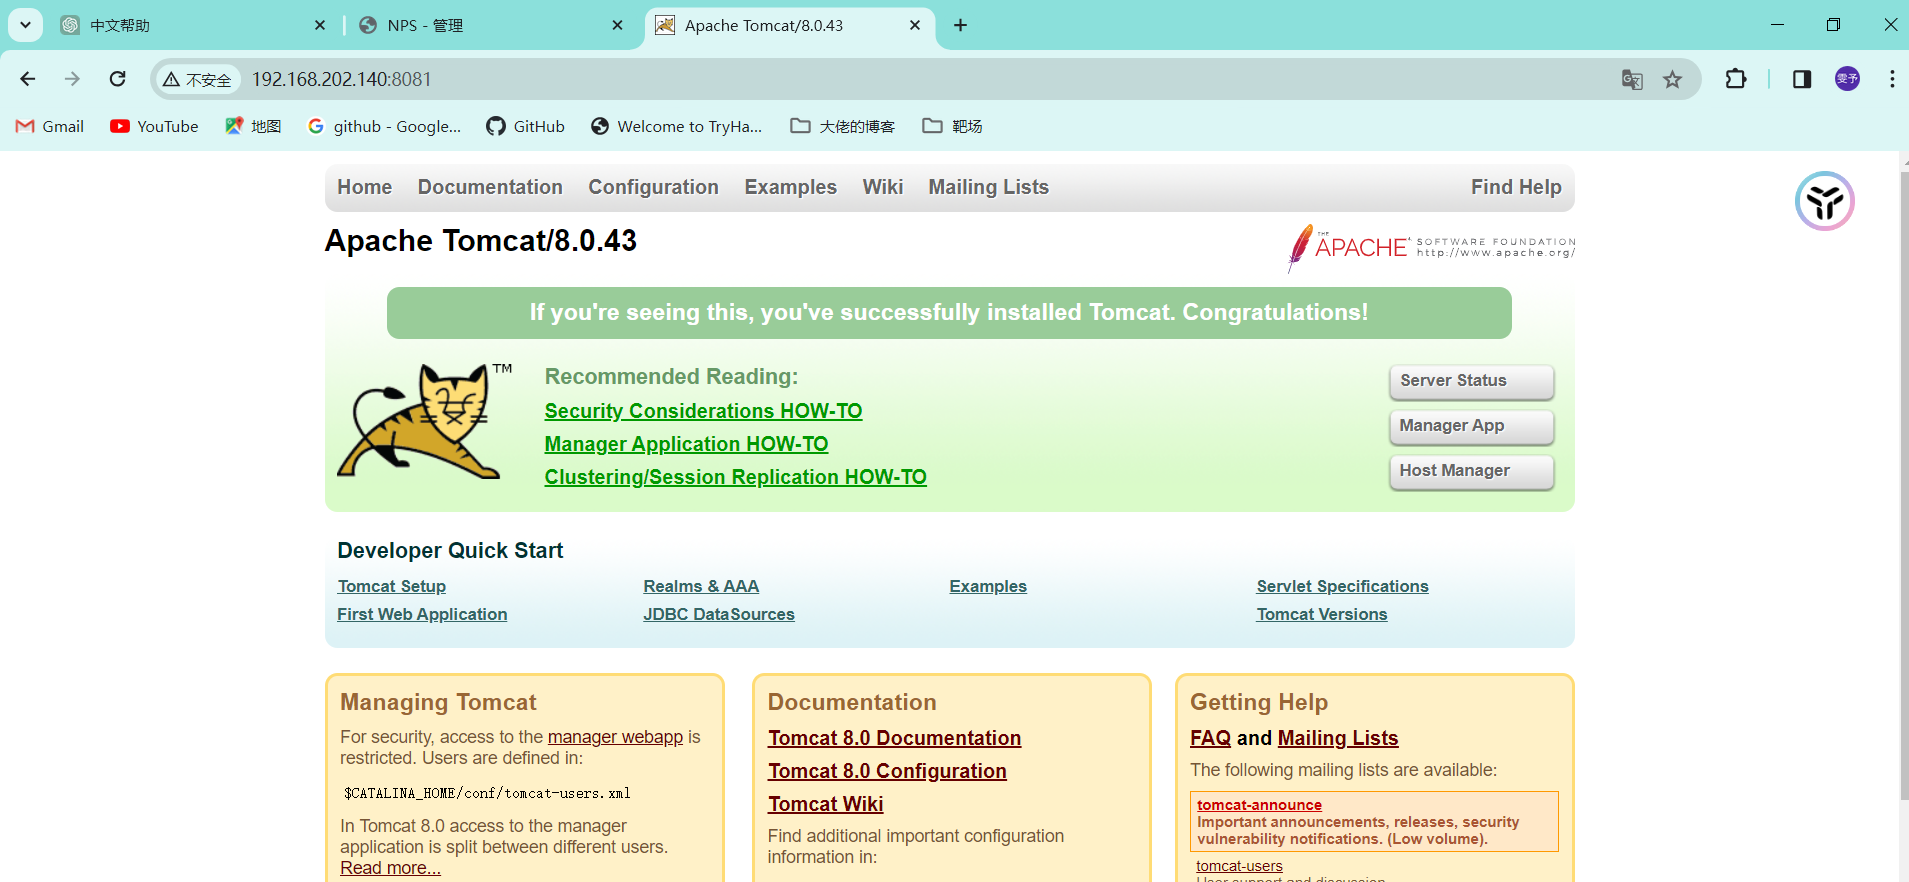 中文帮助
NPS - 管理
Apache Tomcat/8.0.43
不安全
192.168.202.140:8081
雯予
Gmail
YouTube
地图
github - Google...
GitHub
Welcome to TryHa...
大佬的博客
靶场
Home Documentation Configuration Examples Wiki Mailing Lists Find Help
Apache Tomcat/8.0.43
THE APACHE SOFTWARE FOUNDATION
http://www.apache.org/
If you're seeing this, you've successfully installed Tomcat. Congratulations!
TM
Recommended Reading:
Security Considerations HOW-TO
Manager Application HOW-TO
Clustering/Session Replication HOW-TO
Server Status
Manager App
Host Manager
Developer Quick Start
Tomcat Setup
First Web Application
Realms & AAA
JDBC DataSources
Examples
Servlet Specifications
Tomcat Versions
Managing Tomcat
For security, access to the manager webapp is
restricted. Users are defined in:
$CATALINA_HOME/conf/tomcat-users.xml
In Tomcat 8.0 access to the manager
application is split between different users.
Read more...
Documentation
Tomcat 8.0 Documentation
Tomcat 8.0 Configuration
Tomcat Wiki
Find additional important configuration
information in:
Getting Help
FAQ and Mailing Lists
The following mailing lists are available:
tomcat-announce
Important announcements, releases, security
vulnerability notifications. (Low volume).
tomcat-users
User support and discussion